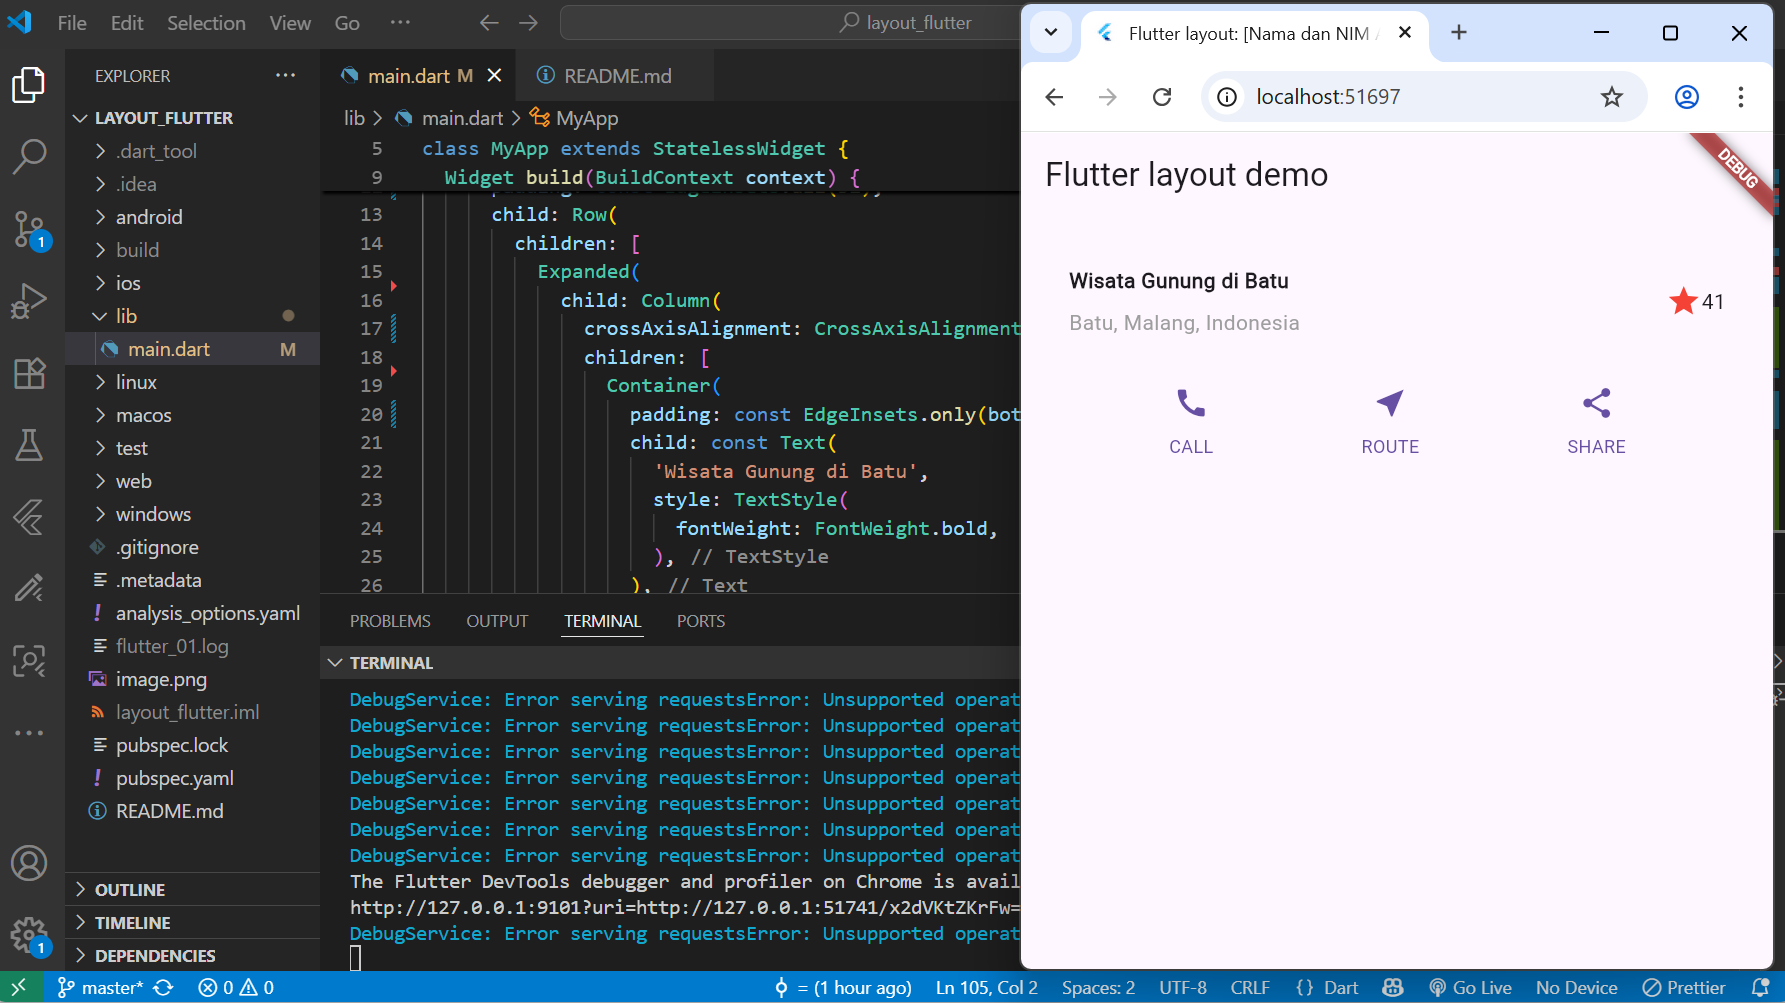 File Edit Selection View Go ··· layout_flutter
EXPLORER ···
LAYOUT_FLUTTER
.dart_tool
.idea
android
build
ios
lib
main.dart M
linux
macos
test
web
windows
.gitignore
.metadata
analysis_options.yaml
flutter_01.log
image.png
layout_flutter.iml
pubspec.lock
pubspec.yaml
README.md
OUTLINE
TIMELINE
DEPENDENCIES
1
1
main.dart M README.md
lib > main.dart > MyApp
5 class MyApp extends StatelessWidget {
9 Widget build(BuildContext context) {
13 child: Row(
14 children: [
15 Expanded(
16 child: Column(
17 crossAxisAlignment: CrossAxisAlignment
18 children: [
19 Container(
20 padding: const EdgeInsets.only(bot
21 child: const Text(
22 'Wisata Gunung di Batu',
23 style: TextStyle(
24 fontWeight: FontWeight.bold,
25 ), // TextStyle
26 ), // Text
PROBLEMS OUTPUT TERMINAL PORTS
TERMINAL
DebugService: Error serving requestsError: Unsupported operat
DebugService: Error serving requestsError: Unsupported operat
DebugService: Error serving requestsError: Unsupported operat
DebugService: Error serving requestsError: Unsupported operat
DebugService: Error serving requestsError: Unsupported operat
DebugService: Error serving requestsError: Unsupported operat
DebugService: Error serving requestsError: Unsupported operat
The Flutter DevTools debugger and profiler on Chrome is avail
http://127.0.0.1:9101?uri=http://127.0.0.1:51741/x2dVKtZKrFw=
DebugService: Error serving requestsError: Unsupported operat
Flutter layout: [Nama dan NIM
localhost:51697
DEBUG
Flutter layout demo
Wisata Gunung di Batu
Batu, Malang, Indonesia
41
CALL ROUTE SHARE
master* 0 0 = (1 hour ago) Ln 105, Col 2 Spaces: 2 UTF-8 CRLF {} Dart Go Live No Device Prettier